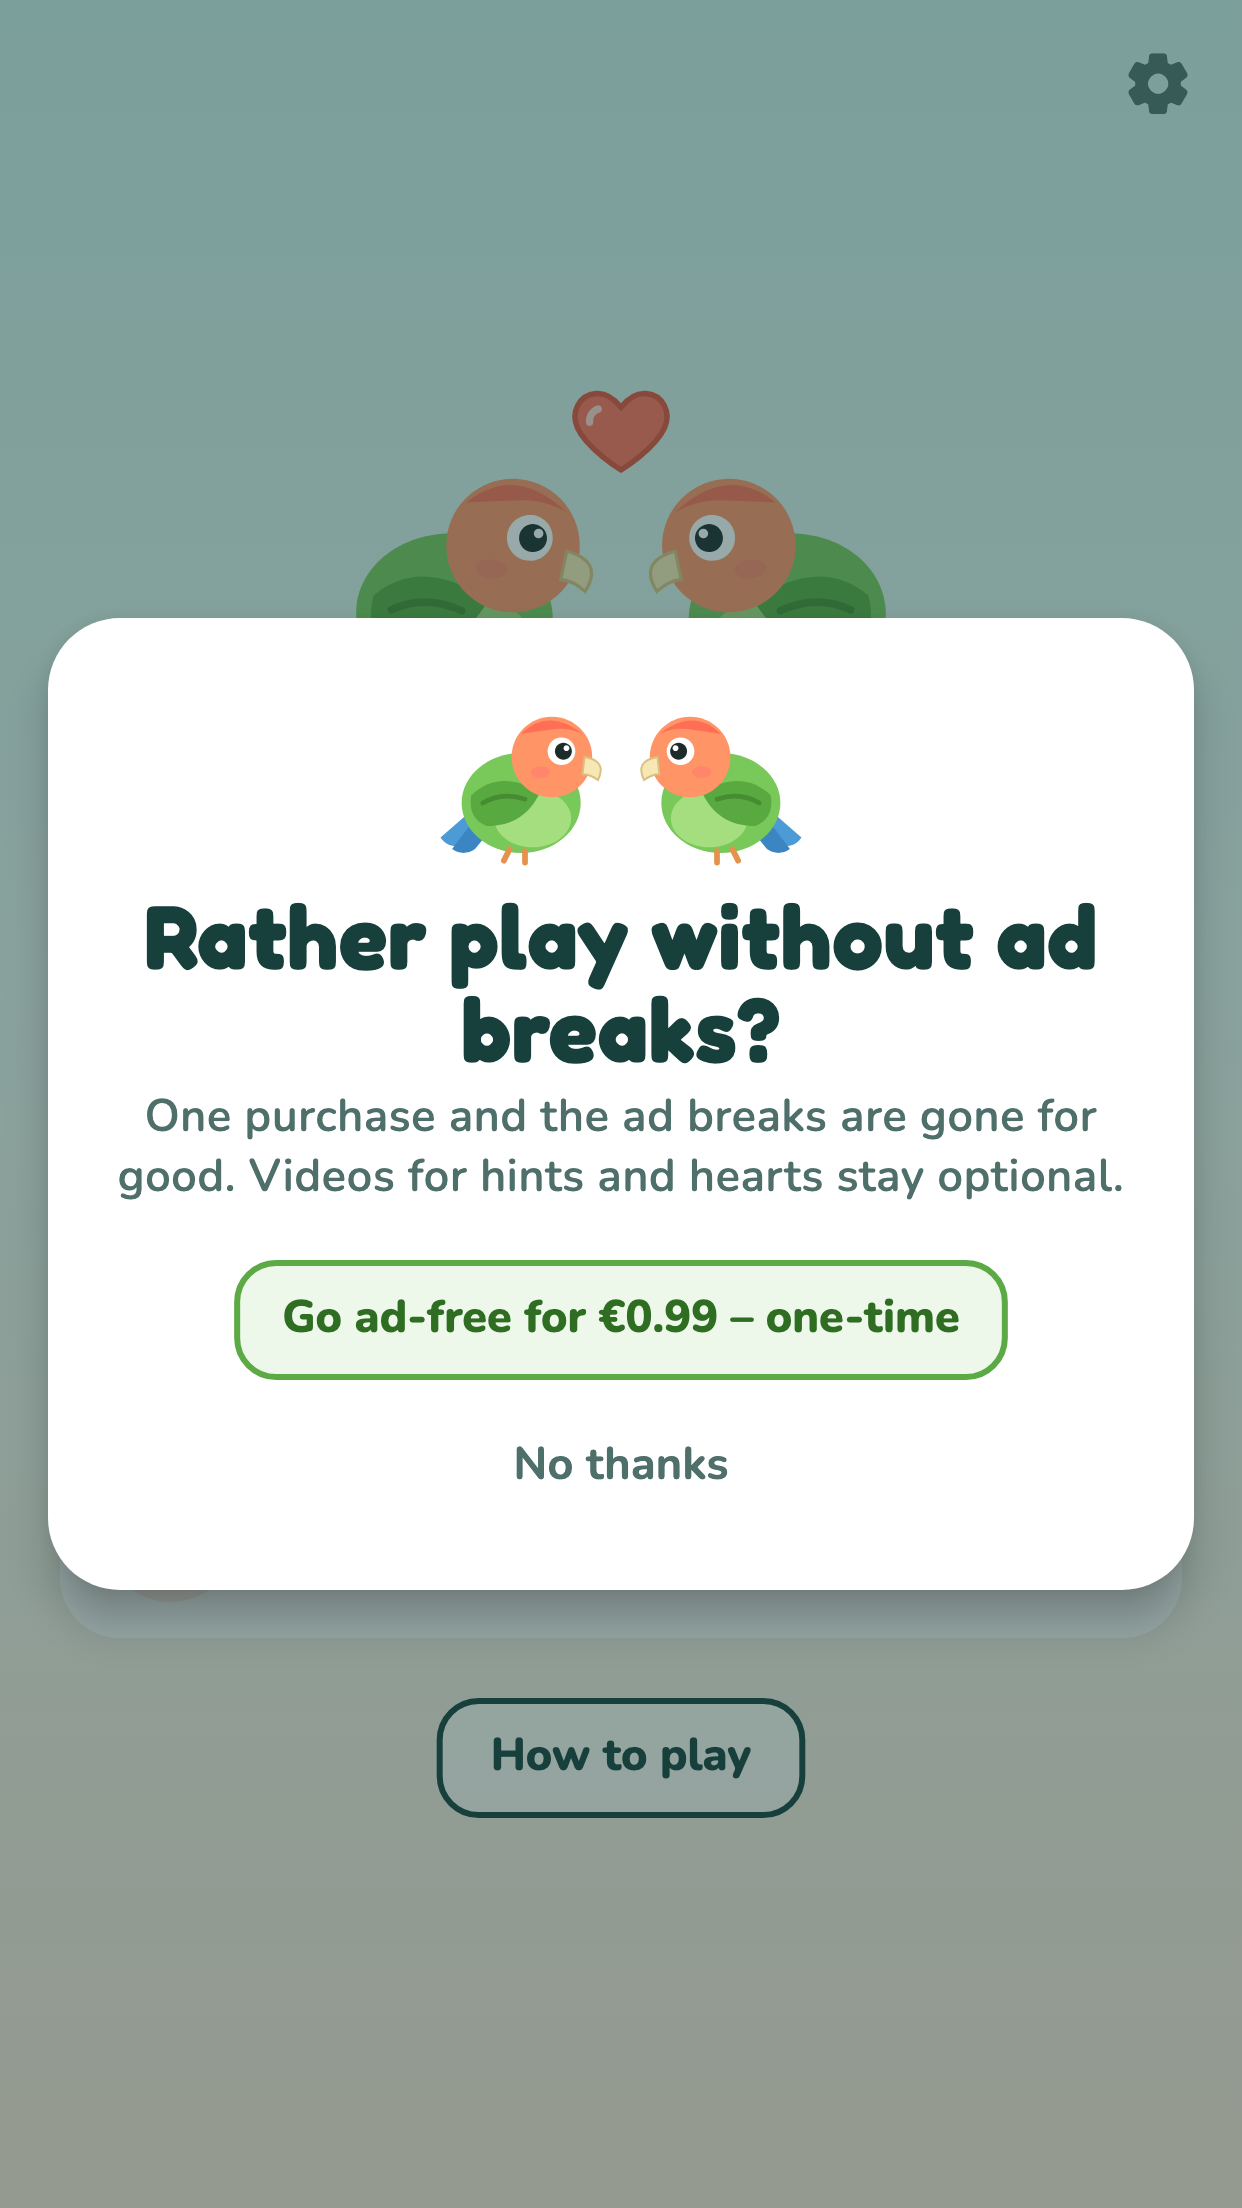 Rather play without ad
breaks?
One purchase and the ad breaks are gone for
good. Videos for hints and hearts stay optional.
Go ad-free for €0.99 – one-time
No thanks
How to play